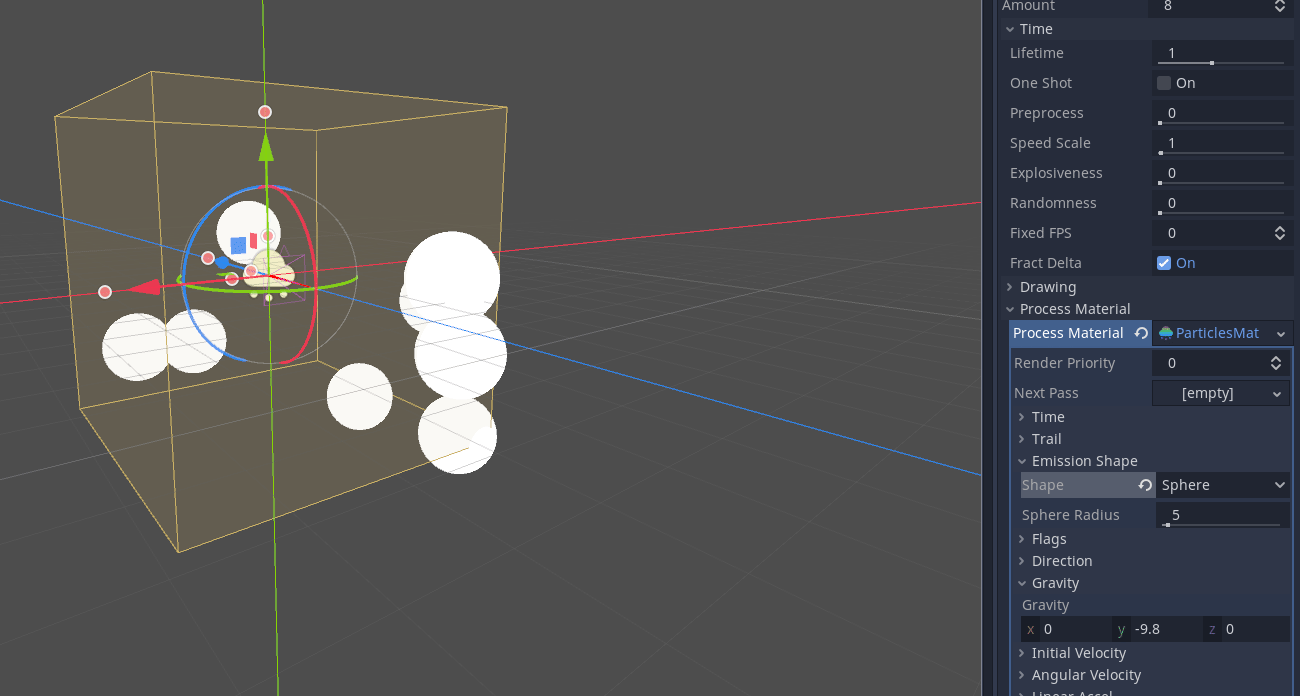 Amount 8
Time
Lifetime 1
One Shot On
Preprocess 0
Speed Scale 1
Explosiveness 0
Randomness 0
Fixed FPS 0
Fract Delta On
Drawing
Process Material
Process Material ParticlesMat
Render Priority 0
Next Pass [empty]
Time
Trail
Emission Shape
Shape Sphere
Sphere Radius 5
Flags
Direction
Gravity
Gravity
x 0 y -9.8 z 0
Initial Velocity
Angular Velocity
Linear Accel